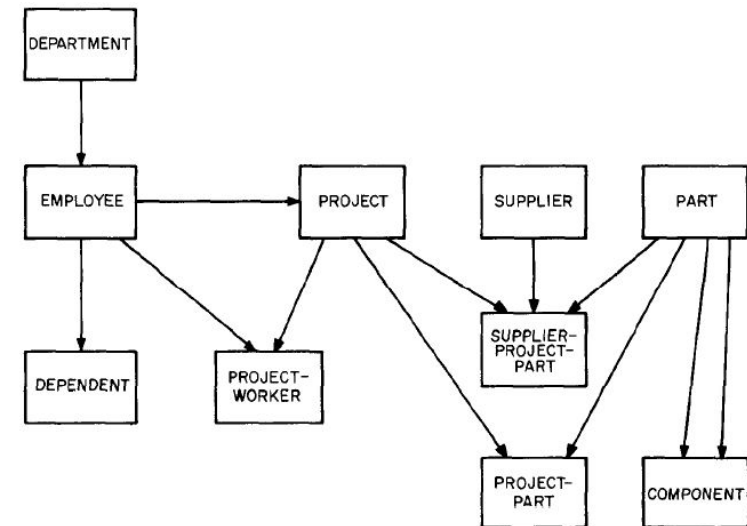 DEPARTMENT
EMPLOYEE
PROJECT
SUPPLIER
PART
SUPPLIER-
PROJECT-
PART
DEPENDENT
PROJECT-
WORKER
PROJECT-
PART
COMPONENT